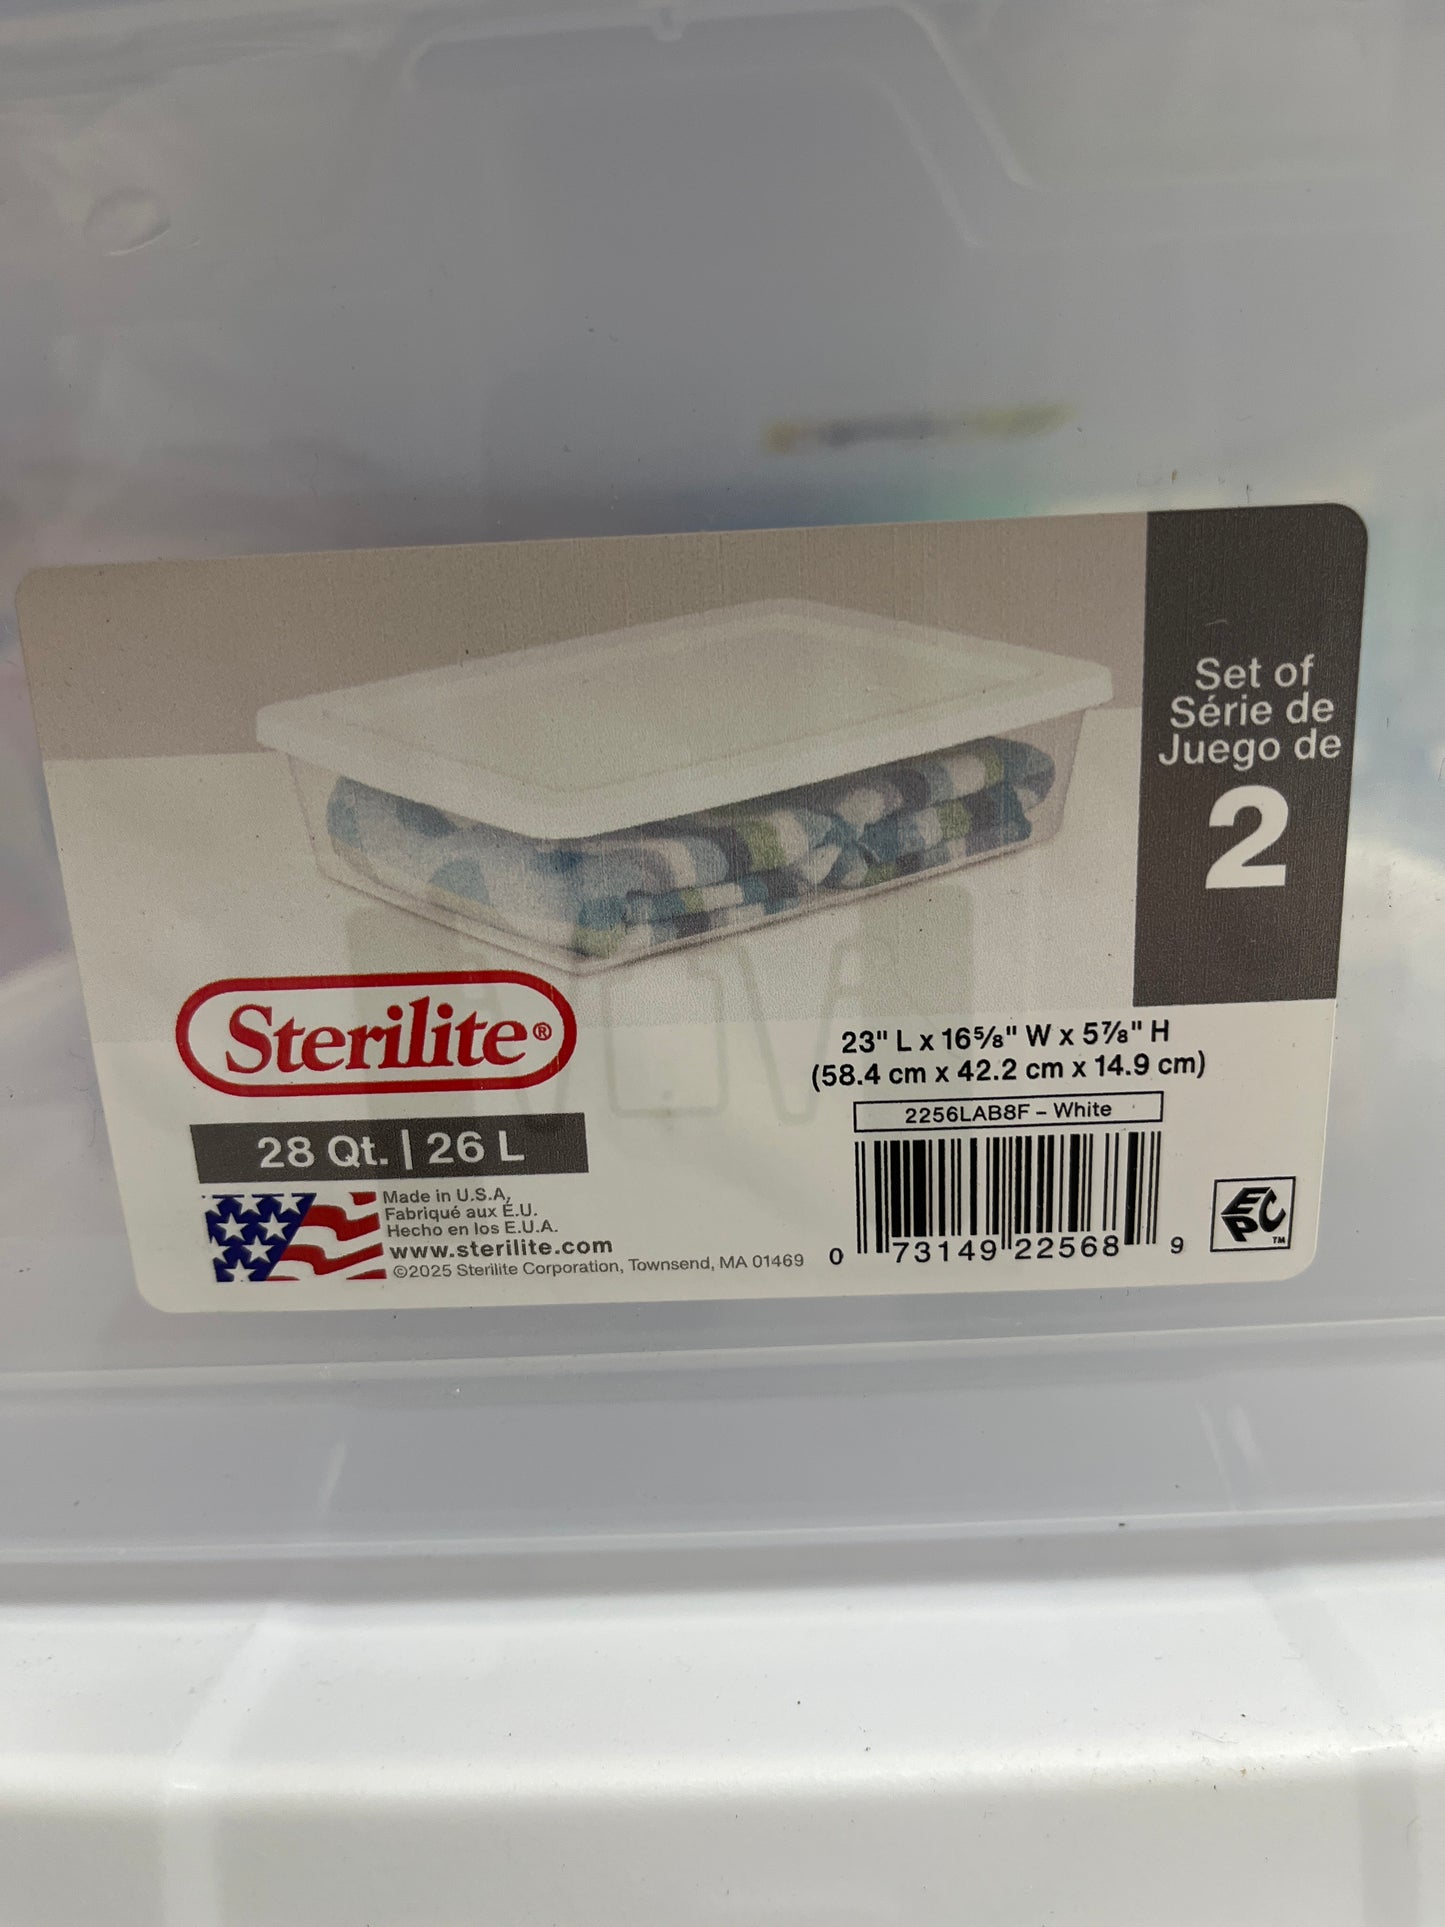 Set of
Série de
Juego de
2
Sterilite®
28 Qt. | 26 L
Made in U.S.A.
Fabriqué aux É.U.
Hecho en los E.U.A.
www.sterilite.com
©2025 Sterilite Corporation, Townsend, MA 01469
23" L x 16⅝" W x 5⅞" H
(58.4 cm x 42.2 cm x 14.9 cm)
2256LAB8F – White
0 73149 22568 9
EPC™